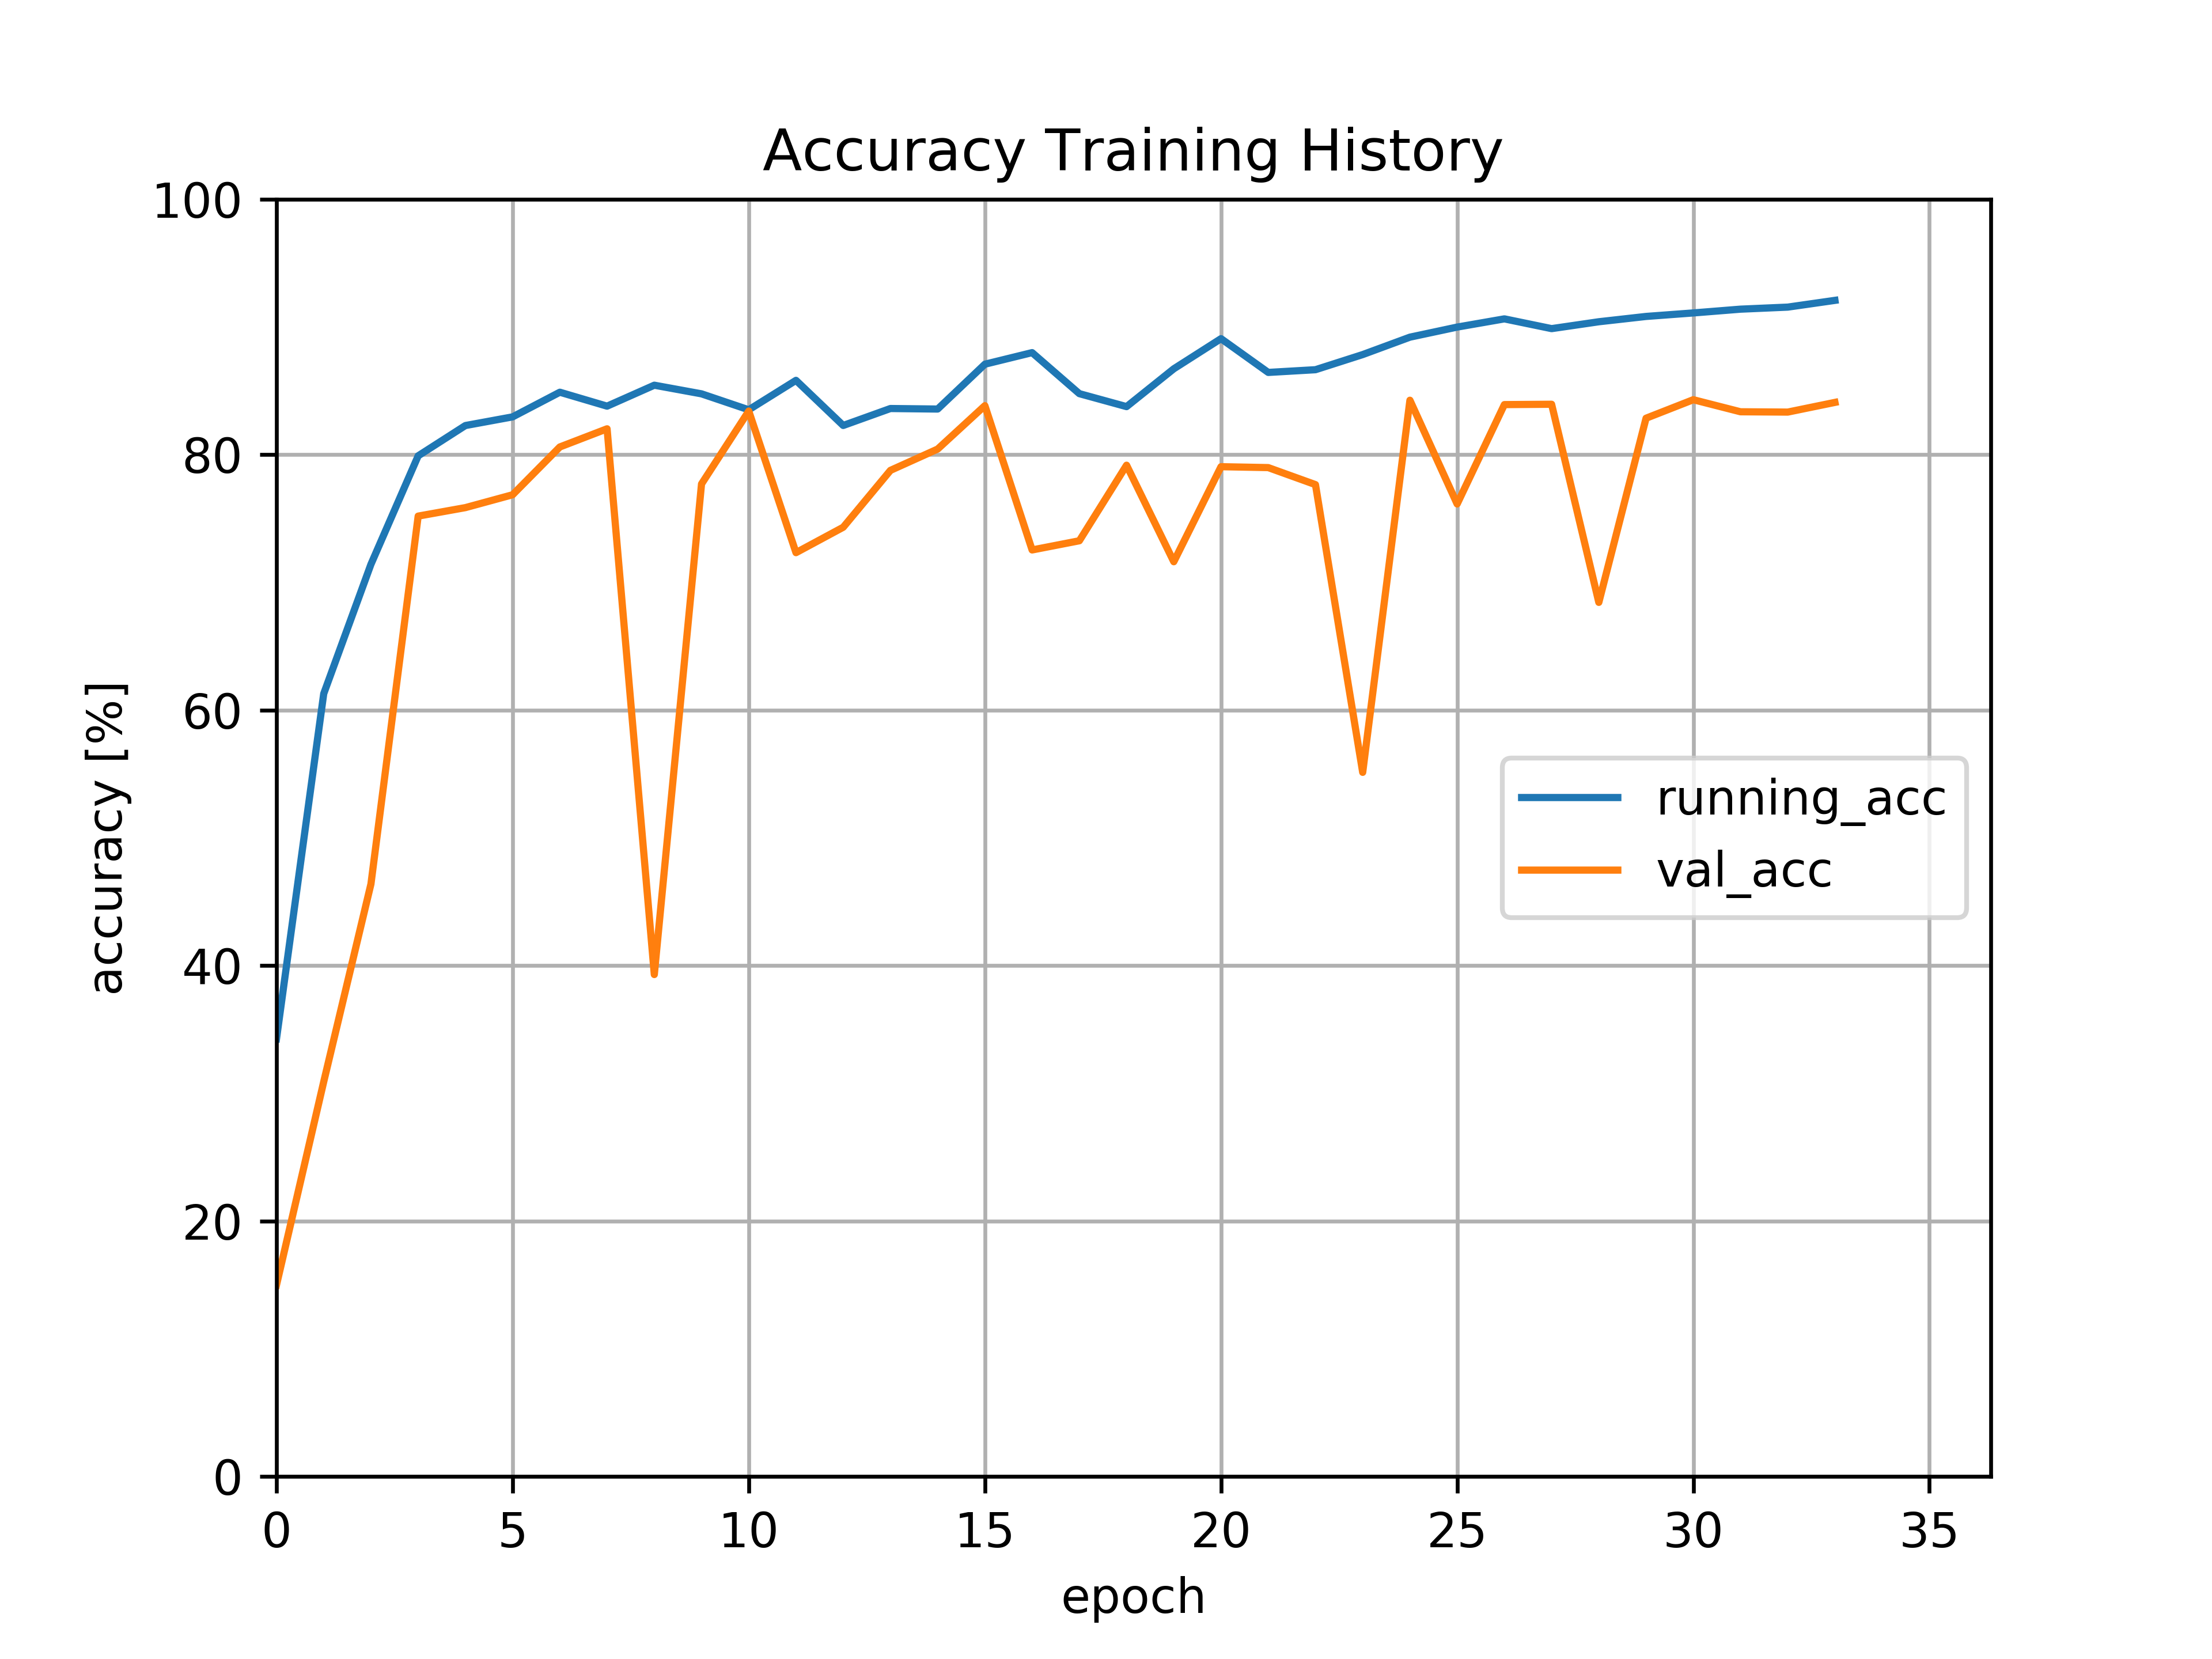 Accuracy Training History
100
80
60
40
20
0
accuracy [%]
running_acc
val_acc
0 5 10 15 20 25 30 35
epoch